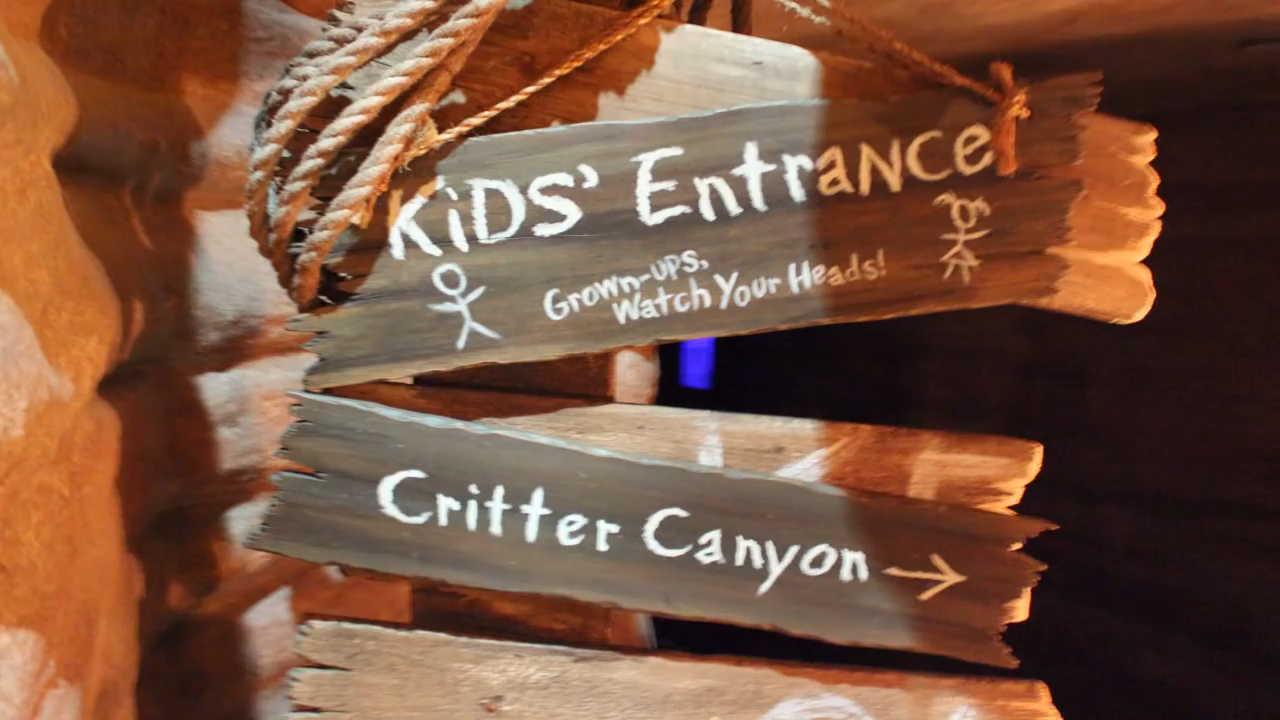 KiDS' EntrANCe
Grown-ups,
Watch Your Heads!
Critter Canyon →